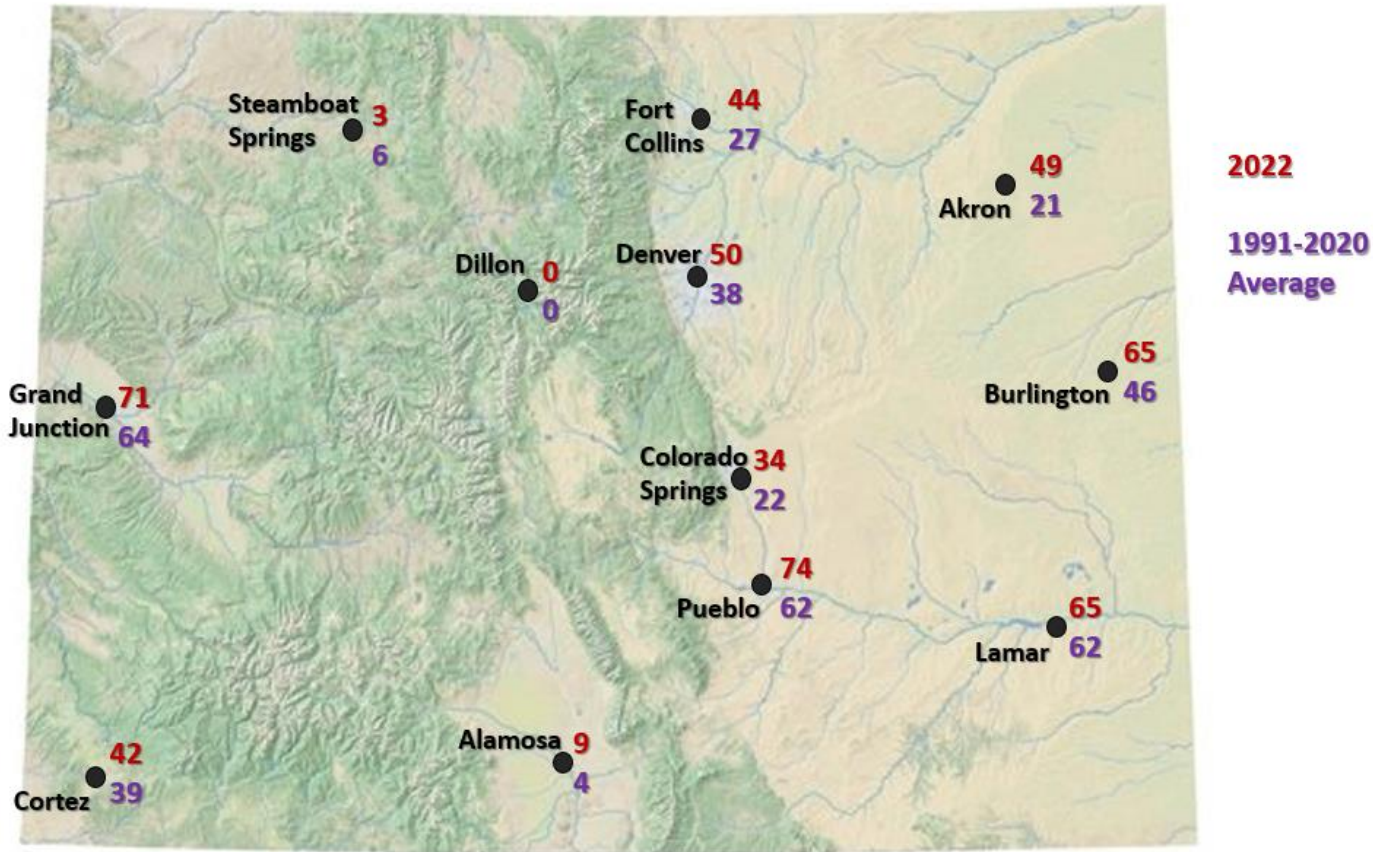 Steamboat
Springs
3
6
Fort
Collins
44
27
49
Akron 21
2022
1991-2020
Average
Dillon 0
0
Denver 50
38
65
Burlington 46
Grand
Junction
71
64
Colorado 34
Springs 22
74
Pueblo 62
65
Lamar 62
Alamosa 9
4
42
39
Cortez